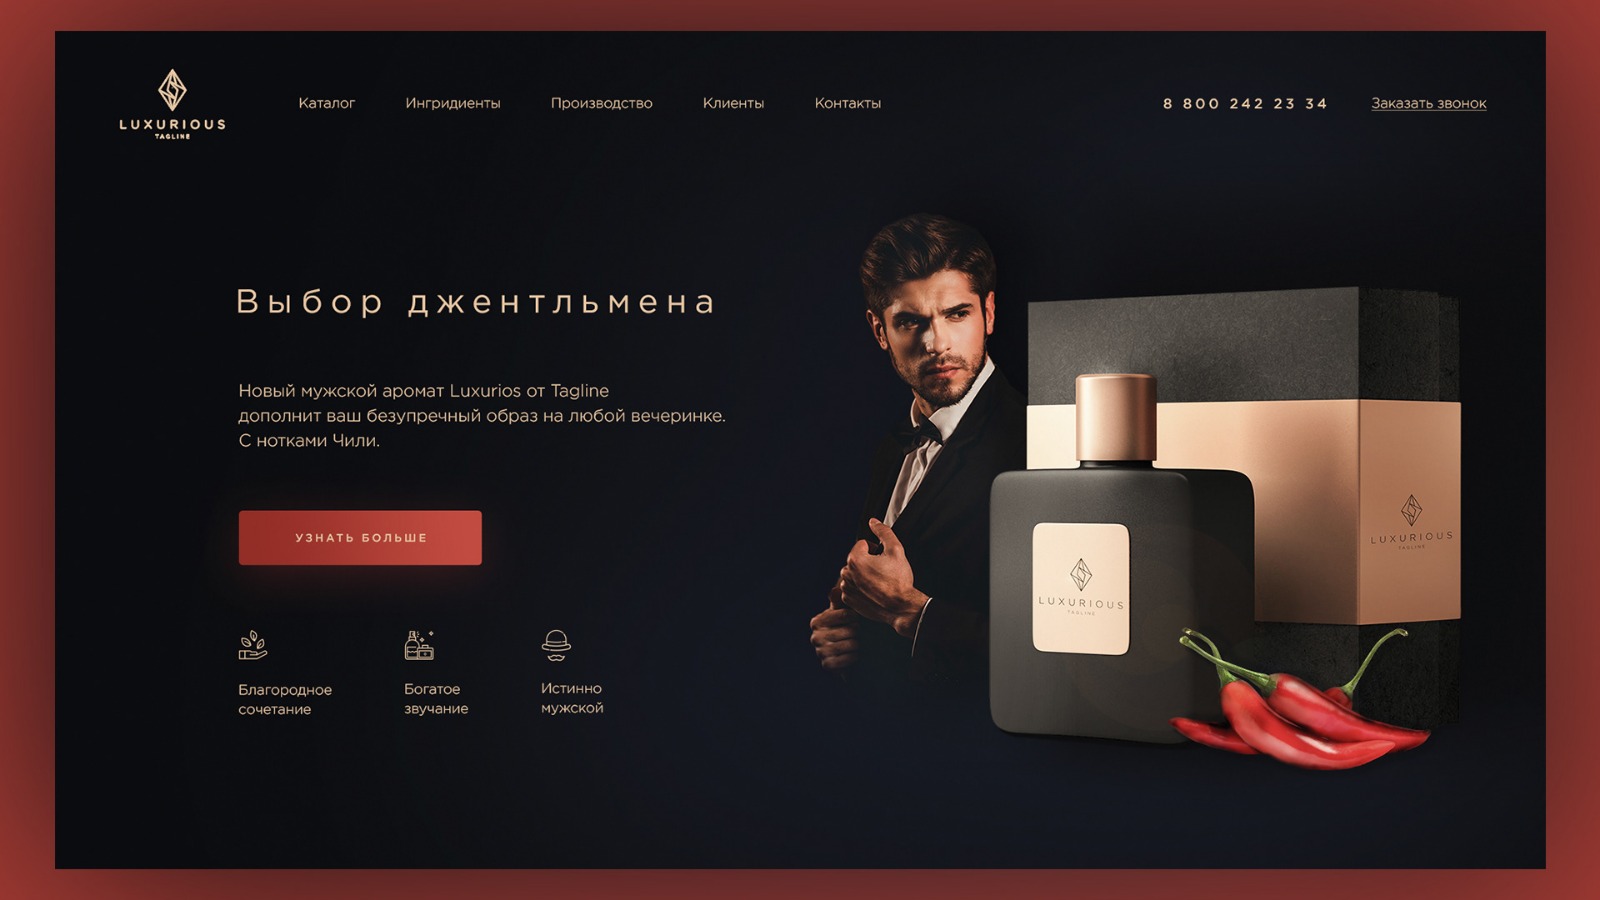 LUXURIOUS
TAGLINE
Каталог
Ингридиенты
Производство
Клиенты
Контакты
8 800 242 23 34
Заказать звонок
Выбор джентльмена
Новый мужской аромат Luxurios от Tagline
дополнит ваш безупречный образ на любой вечеринке.
С нотками Чили.
УЗНАТЬ БОЛЬШЕ
Благородное
сочетание
Богатое
звучание
Истинно
мужской
LUXURIOUS
TAGLINE
LUXURIOUS
TAGLINE